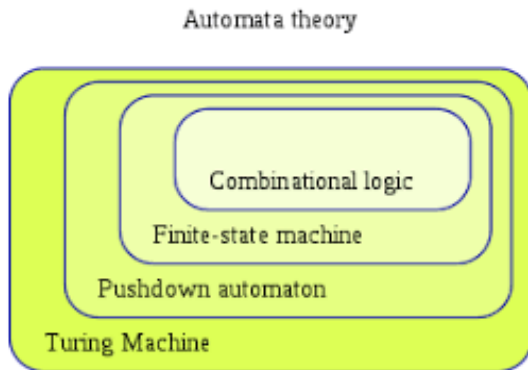 Automata theory
Combinational logic
Finite-state machine
Pushdown automaton
Turing Machine